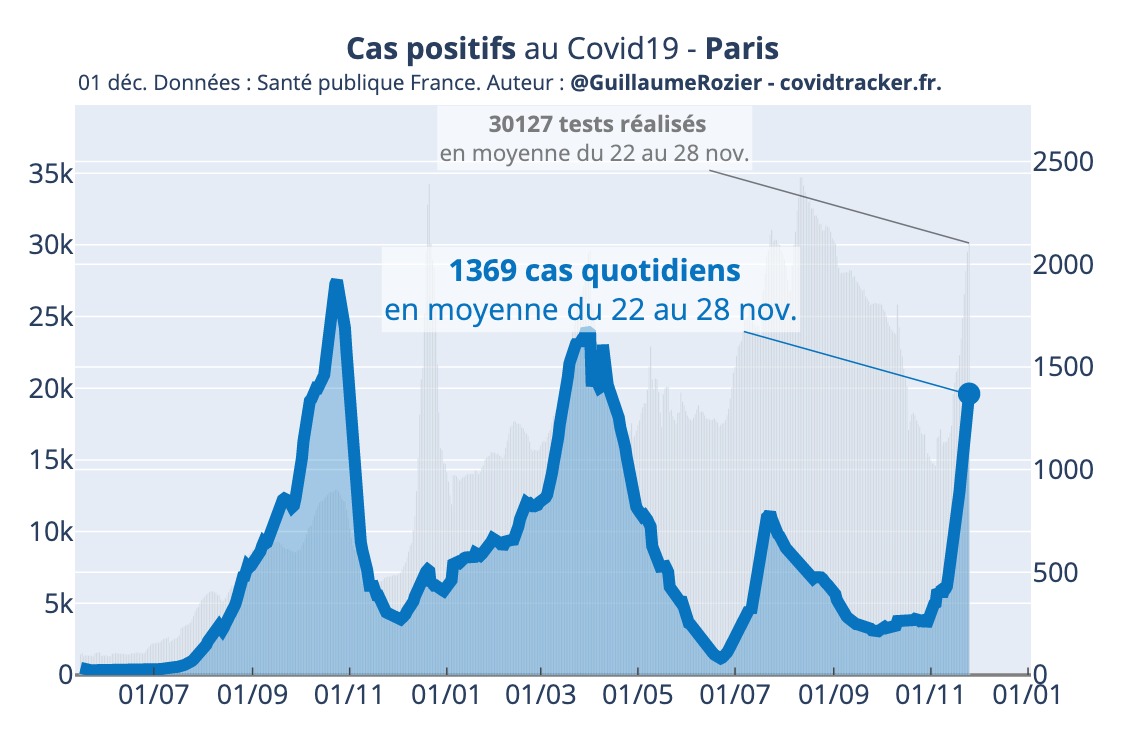 Cas positifs au Covid19 - Paris
01 déc. Données : Santé publique France. Auteur : @GuillaumeRozier - covidtracker.fr.
30127 tests réalisés
en moyenne du 22 au 28 nov.
1369 cas quotidiens
en moyenne du 22 au 28 nov.
35k
30k
25k
20k
15k
10k
5k
0
2500
2000
1500
1000
500
0
01/07 01/09 01/11 01/01 01/03 01/05 01/07 01/09 01/11 01/01